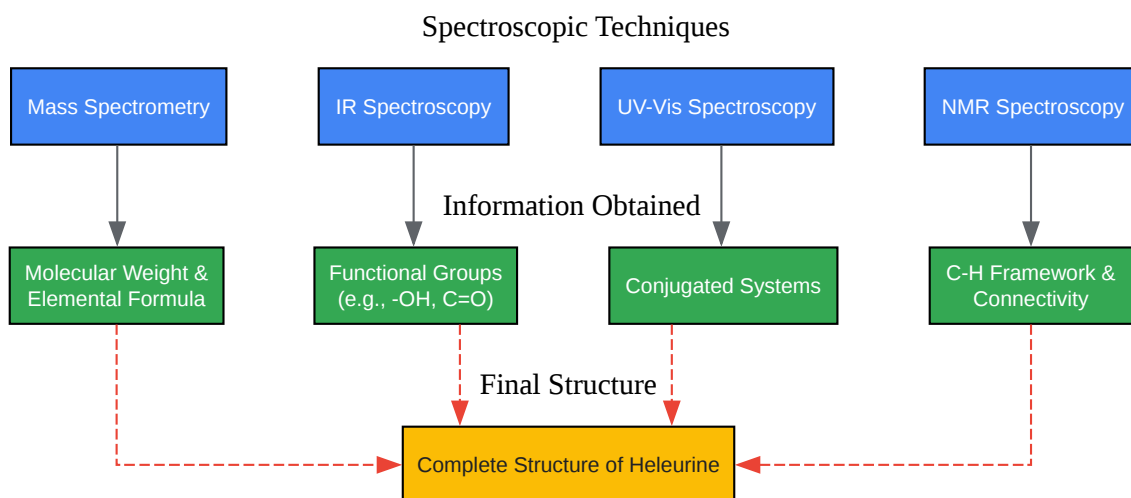 Spectroscopic Techniques
Mass Spectrometry
IR Spectroscopy
UV-Vis Spectroscopy
NMR Spectroscopy
Information Obtained
Molecular Weight &
Elemental Formula
Functional Groups
(e.g., -OH, C=O)
Conjugated Systems
C-H Framework &
Connectivity
Final Structure
Complete Structure of Heleurine